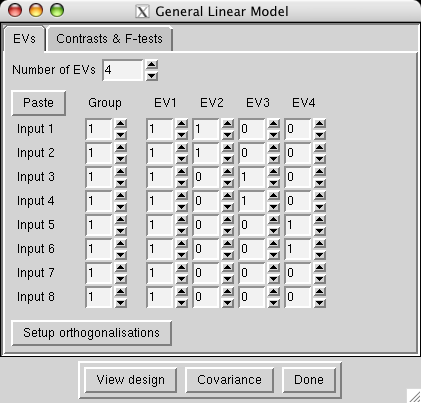 General Linear Model
EVs Contrasts & F-tests
Number of EVs 4
Paste Group EV1 EV2 EV3 EV4
Input 1 1 1 1 0 0
Input 2 1 1 1 0 0
Input 3 1 1 0 1 0
Input 4 1 1 0 1 0
Input 5 1 1 0 0 1
Input 6 1 1 0 0 1
Input 7 1 1 0 0 0
Input 8 1 1 0 0 0
Setup orthogonalisations
View design Covariance Done